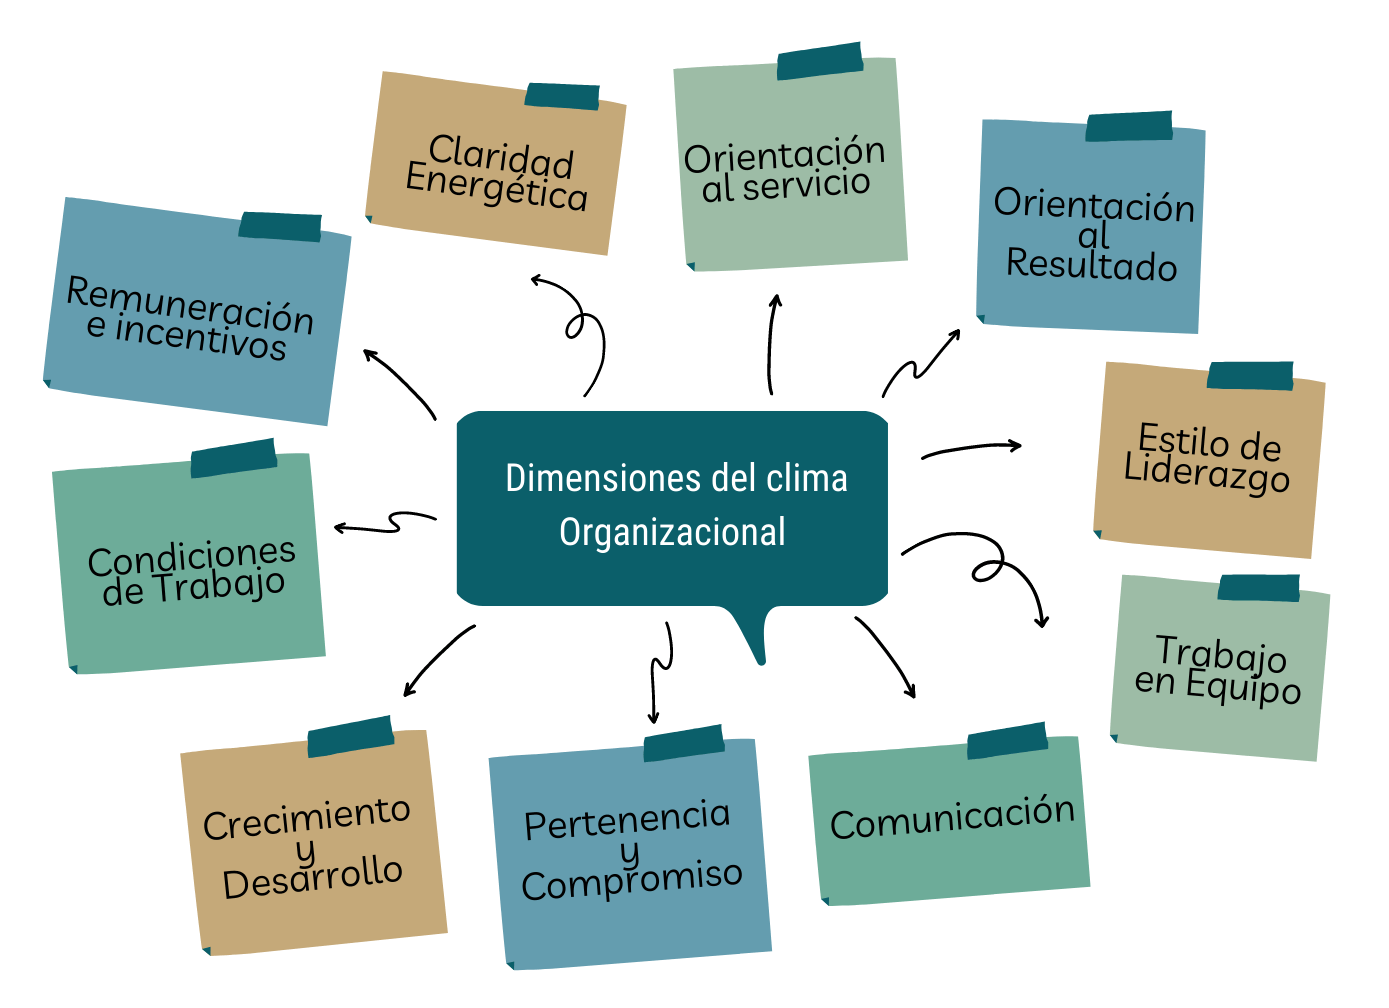 Claridad
Energética
Orientación
al servicio
Orientación
al
Resultado
Remuneración
e incentivos
Estilo de
Liderazgo
Dimensiones del clima
Organizacional
Condiciones
de Trabajo
Trabajo
en Equipo
Crecimiento
y
Desarrollo
Pertenencia
y
Compromiso
Comunicación